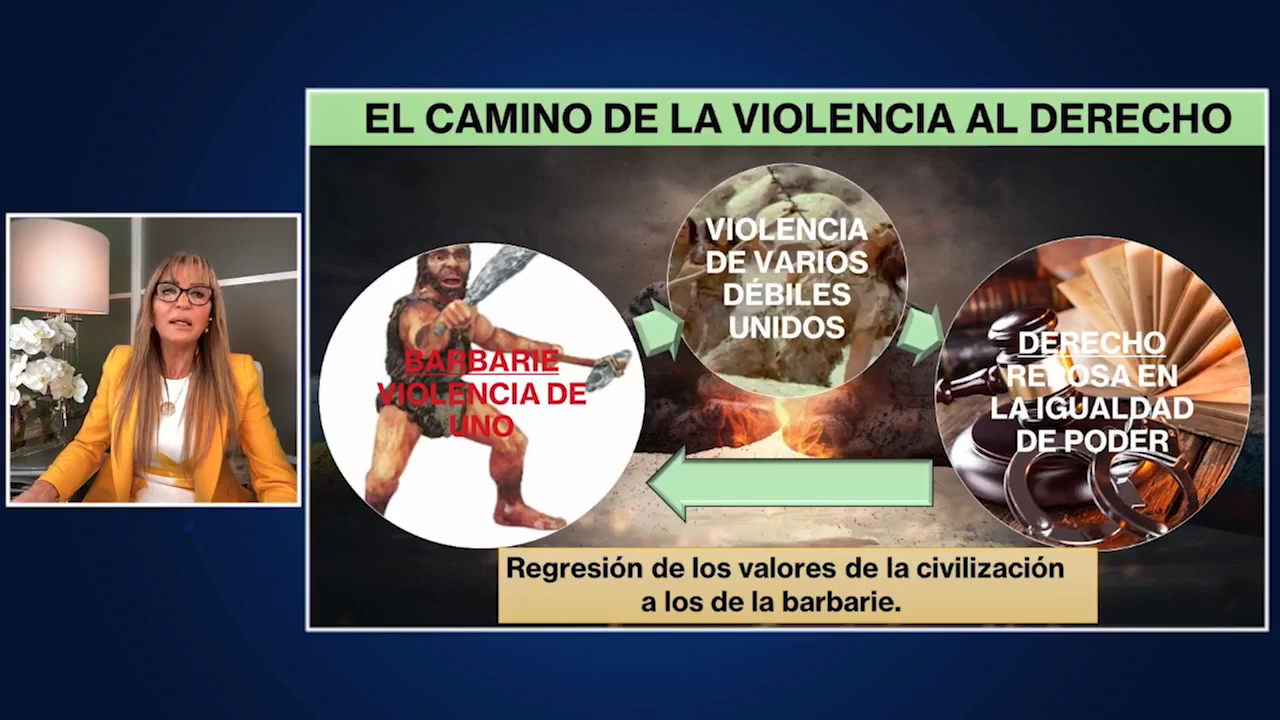 EL CAMINO DE LA VIOLENCIA AL DERECHO
BARBARIE
VIOLENCIA DE
UNO
VIOLENCIA
DE VARIOS
DÉBILES
UNIDOS
DERECHO
REPOSA EN
LA IGUALDAD
DE PODER
Regresión de los valores de la civilización
a los de la barbarie.